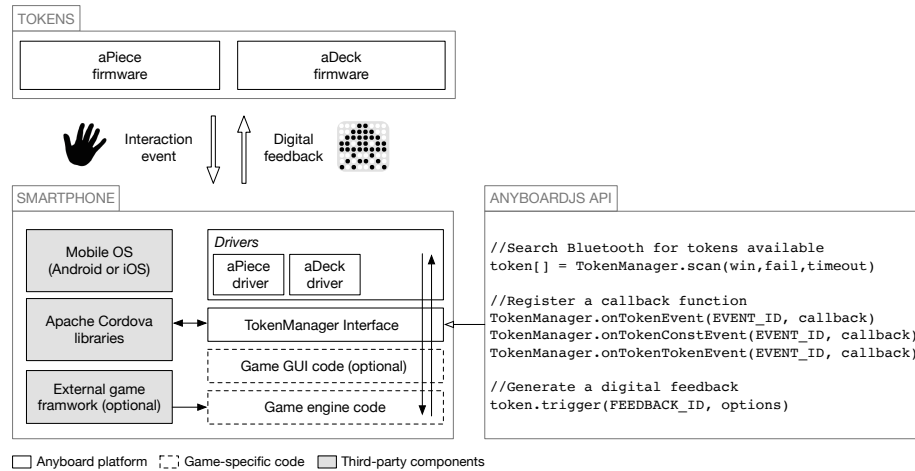 TOKENS
aPiece
firmware
aDeck
firmware
Interaction
event
Digital
feedback
SMARTPHONE
Mobile OS
(Android or iOS)
Apache Cordova
libraries
External game
framwork (optional)
Drivers
aPiece
driver
aDeck
driver
TokenManager Interface
Game GUI code (optional)
Game engine code
ANYBOARDJS API
//Search Bluetooth for tokens available
token[] = TokenManager.scan(win,fail,timeout)
//Register a callback function
TokenManager.onTokenEvent(EVENT_ID, callback)
TokenManager.onTokenConstEvent(EVENT_ID, callback)
TokenManager.onTokenTokenEvent(EVENT_ID, callback)
//Generate a digital feedback
token.trigger(FEEDBACK_ID, options)
Anyboard platform
Game-specific code
Third-party components